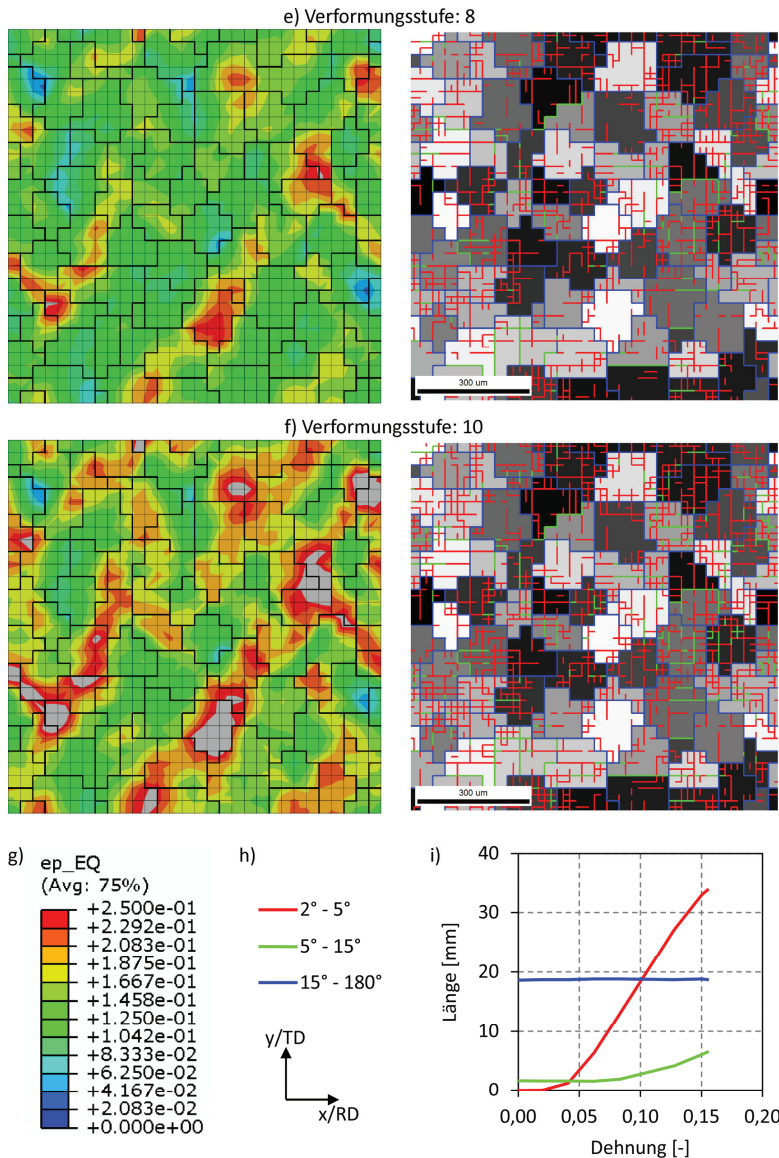 e) Verformungsstufe: 8
300 um
f) Verformungsstufe: 10
300 um
g)
ep_EQ
(Avg: 75%)
+2.500e-01
+2.292e-01
+2.083e-01
+1.875e-01
+1.667e-01
+1.458e-01
+1.250e-01
+1.042e-01
+8.333e-02
+6.250e-02
+4.167e-02
+2.083e-02
+0.000e+00
h)
2° - 5°
5° - 15°
15° - 180°
y/TD
x/RD
i)
Länge [mm]
40
30
20
10
0
0,00 0,05 0,10 0,15 0,20
Dehnung [-]